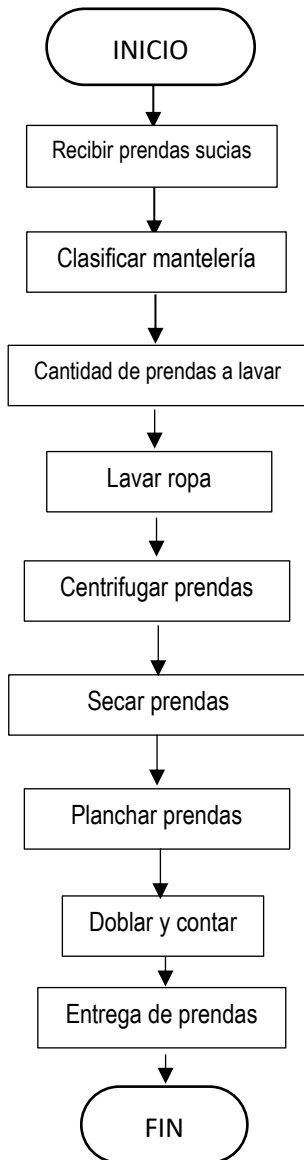 INICIO
Recibir prendas sucias
Clasificar mantelería
Cantidad de prendas a lavar
Lavar ropa
Centrifugar prendas
Secar prendas
Planchar prendas
Doblar y contar
Entrega de prendas
FIN